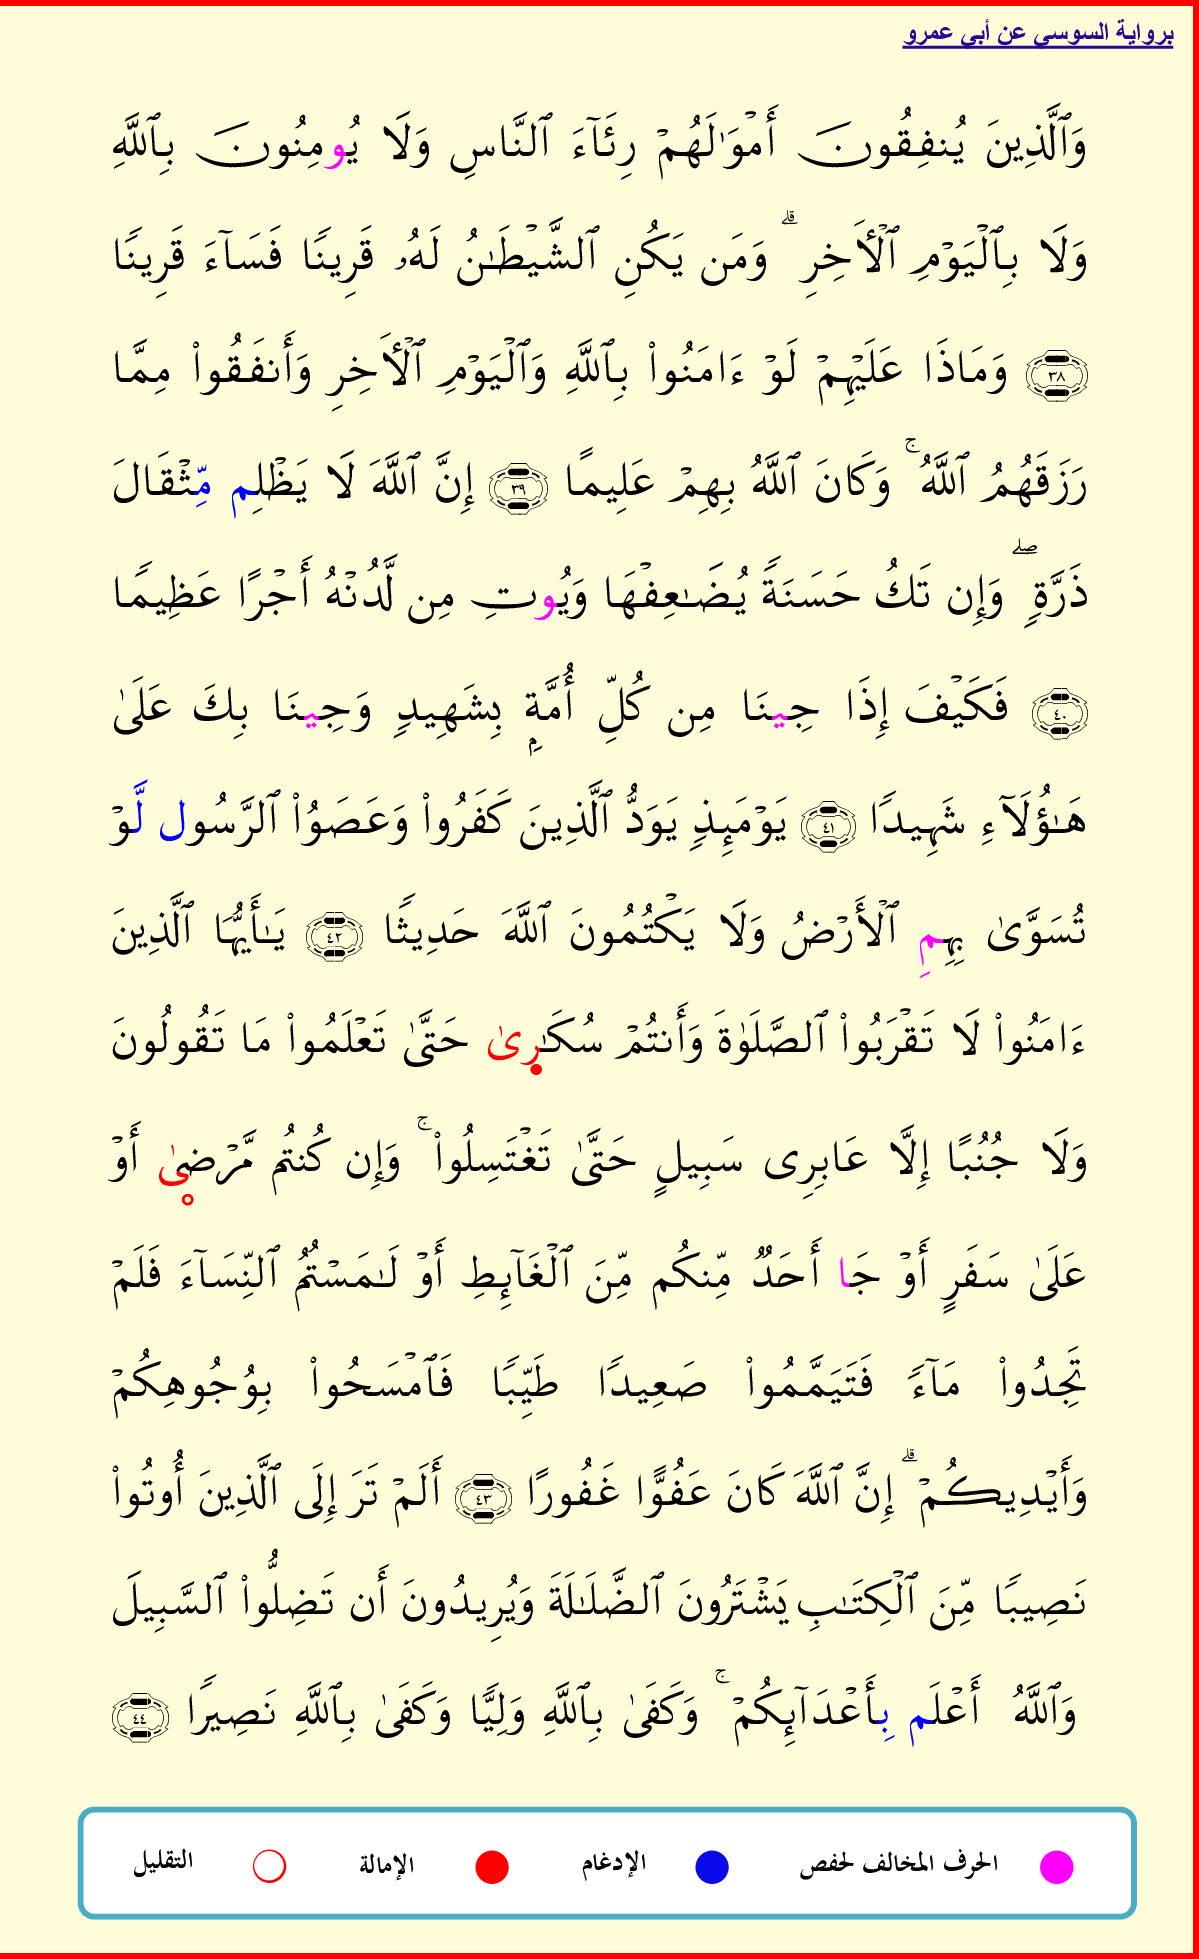 برواية السوسي عن أبي عمرو
وَٱلَّذِينَ يُنفِقُونَ أَمۡوَٰلَهُمۡ رِئَآءَ ٱلنَّاسِ وَلَا يُومِنُونَ بِٱللَّهِ
وَلَا بِٱلۡيَوۡمِ ٱلۡأَخِرِۗ وَمَن يَكُنِ ٱلشَّيۡطَٰنُ لَهُۥ قَرِينٗا فَسَآءَ قَرِينٗا
٣٨ وَمَاذَا عَلَيۡهِمۡ لَوۡ ءَامَنُواْ بِٱللَّهِ وَٱلۡيَوۡمِ ٱلۡأَخِرِ وَأَنفَقُواْ مِمَّا
رَزَقَهُمُ ٱللَّهُۚ وَكَانَ ٱللَّهُ بِهِمۡ عَلِيمًا ٣٩ إِنَّ ٱللَّهَ لَا يَظۡلِم مِّثۡقَالَ
ذَرَّةٖۖ وَإِن تَكُ حَسَنَةٗ يُضَٰعِفۡهَا وَيُوتِ مِن لَّدُنۡهُ أَجۡرًا عَظِيمٗا
٤٠ فَكَيۡفَ إِذَا جِينَا مِن كُلِّ أُمَّةِۭ بِشَهِيدٖ وَجِينَا بِكَ عَلَىٰ
هَٰٓؤُلَآءِ شَهِيدٗا ٤١ يَوۡمَئِذٖ يَوَدُّ ٱلَّذِينَ كَفَرُواْ وَعَصَوُاْ ٱلرَّسُول لَّوۡ
تُسَوَّىٰ بِهِمِ ٱلۡأَرۡضُ وَلَا يَكۡتُمُونَ ٱللَّهَ حَدِيثٗا ٤٢ يَٰٓأَيُّهَا ٱلَّذِينَ
ءَامَنُواْ لَا تَقۡرَبُواْ ٱلصَّلَوٰةَ وَأَنتُمۡ سُكَٰرىٰ حَتَّىٰ تَعۡلَمُواْ مَا تَقُولُونَ
وَلَا جُنُبًا إِلَّا عَابِرِى سَبِيلٍ حَتَّىٰ تَغۡتَسِلُواْۚ وَإِن كُنتُم مَّرۡضىٰ أَوۡ
عَلَىٰ سَفَرٍ أَوۡ جَا أَحَدٞ مِّنكُم مِّنَ ٱلۡغَآئِطِ أَوۡ لَٰمَسۡتُمُ ٱلنِّسَآءَ فَلَمۡ
تَجِدُواْ مَآءٗ فَتَيَمَّمُواْ صَعِيدٗا طَيِّبٗا فَٱمۡسَحُواْ بِوُجُوهِكُمۡ
وَأَيۡدِيكُمۡۗ إِنَّ ٱللَّهَ كَانَ عَفُوًّا غَفُورًا ٤٣ أَلَمۡ تَرَ إِلَى ٱلَّذِينَ أُوتُواْ
نَصِيبٗا مِّنَ ٱلۡكِتَٰبِ يَشۡتَرُونَ ٱلضَّلَٰلَةَ وَيُرِيدُونَ أَن تَضِلُّواْ ٱلسَّبِيلَ
وَٱللَّهُ أَعۡلَم بِأَعۡدَآئِكُمۡۚ وَكَفَىٰ بِٱللَّهِ وَلِيّٗا وَكَفَىٰ بِٱللَّهِ نَصِيرٗا ٤٤
الحرف المخالف لحفص الإدغام الإمالة التقليل